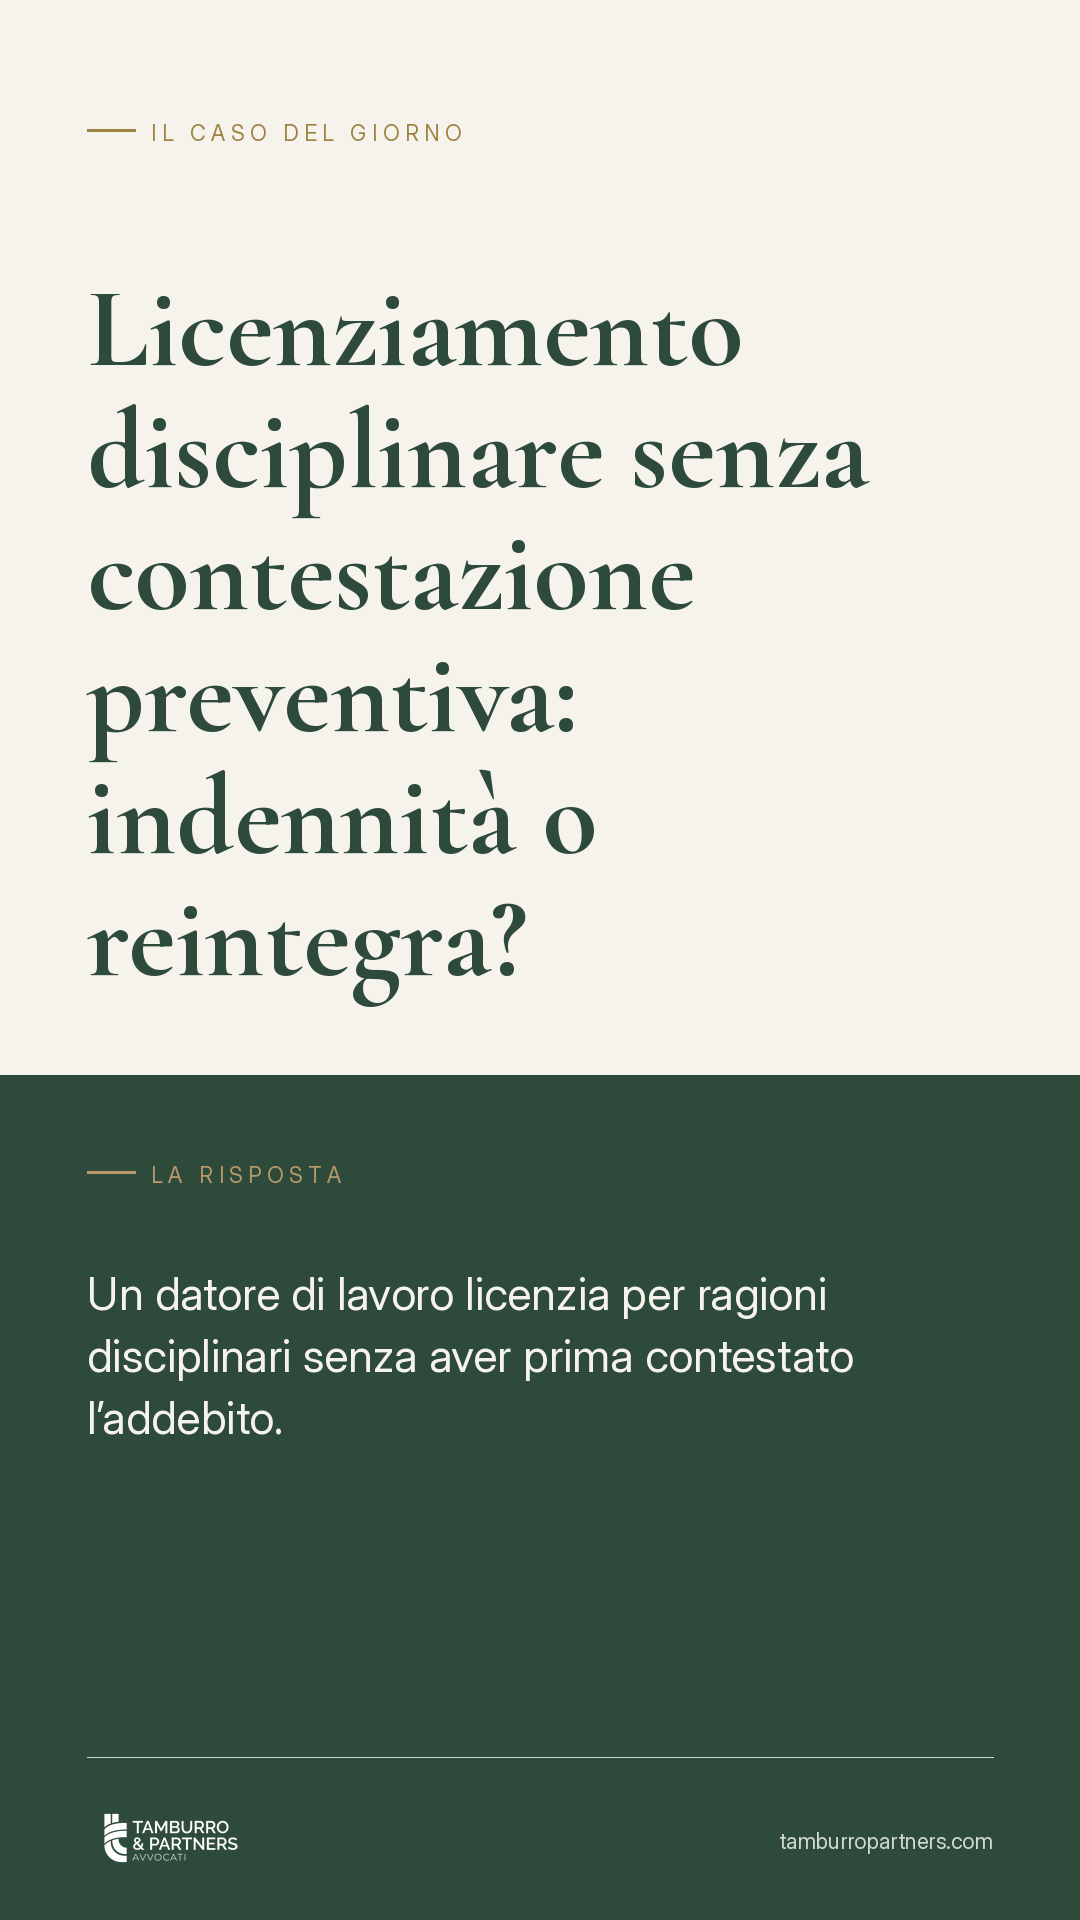 IL CASO DEL GIORNO
Licenziamento
disciplinare senza
contestazione
preventiva:
indennità o
reintegra?
LA RISPOSTA
Un datore di lavoro licenzia per ragioni
disciplinari senza aver prima contestato
l’addebito.
TAMBURRO
& PARTNERS
AVVOCATI
tamburropartners.com